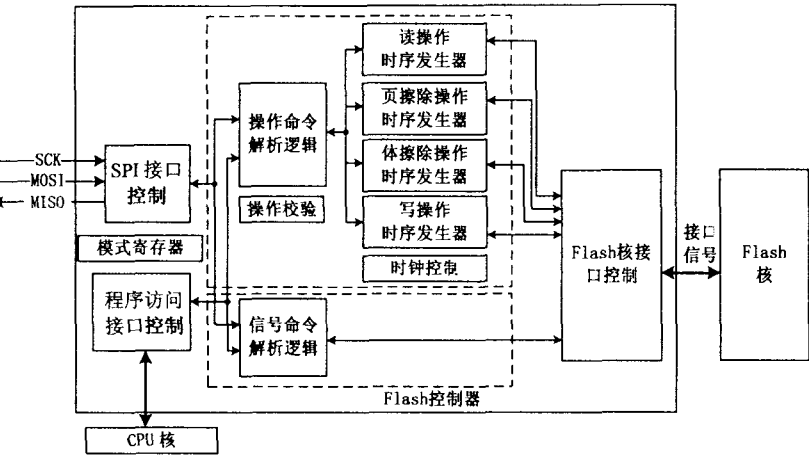 读操作
时序发生器
页擦除操作
时序发生器
操作命令
解析逻辑
体擦除操作
时序发生器
SCK
MOSI
MISO
SPI 接口
控制
操作校验
写操作
时序发生器
模式寄存器
时钟控制
Flash核接
口控制
接口
信号
Flash
核
程序访问
接口控制
信号命令
解析逻辑
Flash控制器
CPU 核